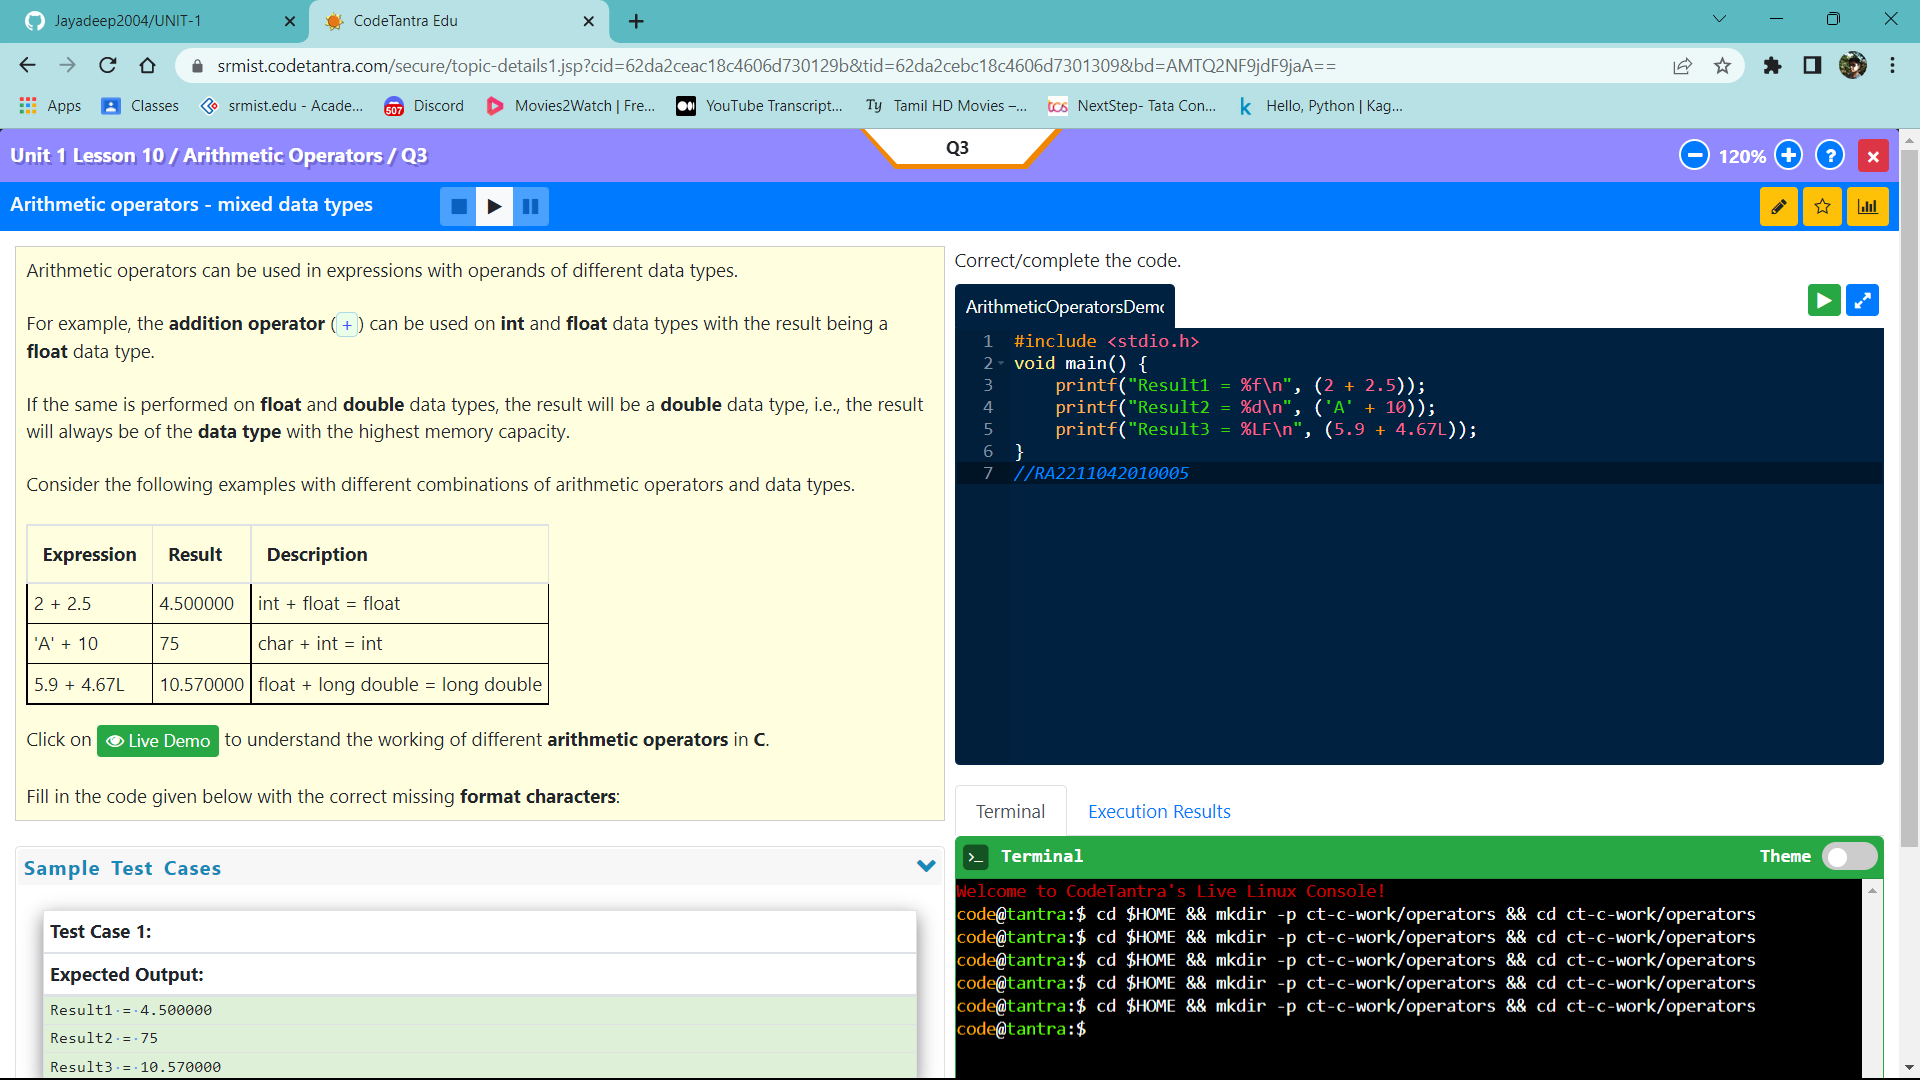 Jayadeep2004/UNIT-1
CodeTantra Edu
srmist.codetantra.com/secure/topic-details1.jsp?cid=62da2ceac18c4606d730129b&tid=62da2cebc18c4606d7301309&bd=AMTQ2NF9jdF9jaA==
Apps
Classes
srmist.edu - Acade...
507
Discord
Movies2Watch | Fre...
YouTube Transcript...
Ty
Tamil HD Movies –...
tcs
NextStep- Tata Con...
k
Hello, Python | Kag...
Unit 1 Lesson 10 / Arithmetic Operators / Q3
Q3
120%
?
Arithmetic operators - mixed data types
Arithmetic operators can be used in expressions with operands of different data types.
For example, the addition operator ( + ) can be used on int and float data types with the result being a
float data type.
If the same is performed on float and double data types, the result will be a double data type, i.e., the result
will always be of the data type with the highest memory capacity.
Consider the following examples with different combinations of arithmetic operators and data types.
Expression Result Description
2 + 2.5 4.500000 int + float = float
'A' + 10 75 char + int = int
5.9 + 4.67L 10.570000 float + long double = long double
Click on Live Demo to understand the working of different arithmetic operators in C.
Fill in the code given below with the correct missing format characters:
Sample Test Cases
Test Case 1:
Expected Output:
Result1·=·4.500000
Result2·=·75
Result3·=·10.570000
Correct/complete the code.
ArithmeticOperatorsDemo
1 #include <stdio.h>
2 void main() {
3 printf("Result1 = %f\n", (2 + 2.5));
4 printf("Result2 = %d\n", ('A' + 10));
5 printf("Result3 = %LF\n", (5.9 + 4.67L));
6 }
7 //RA2211042010005
Terminal
Execution Results
>_ Terminal
Theme
Welcome to CodeTantra's Live Linux Console!
code@tantra:$ cd $HOME && mkdir -p ct-c-work/operators && cd ct-c-work/operators
code@tantra:$ cd $HOME && mkdir -p ct-c-work/operators && cd ct-c-work/operators
code@tantra:$ cd $HOME && mkdir -p ct-c-work/operators && cd ct-c-work/operators
code@tantra:$ cd $HOME && mkdir -p ct-c-work/operators && cd ct-c-work/operators
code@tantra:$ cd $HOME && mkdir -p ct-c-work/operators && cd ct-c-work/operators
code@tantra:$